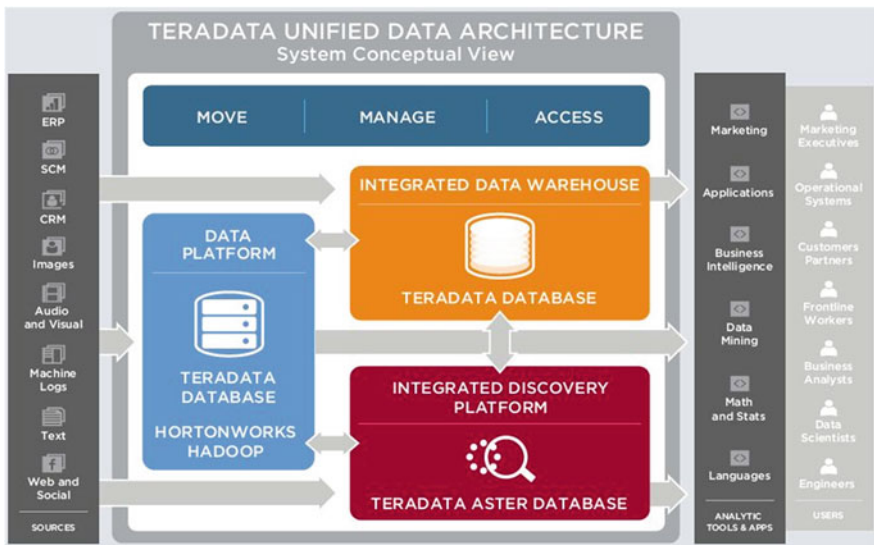 TERADATA UNIFIED DATA ARCHITECTURE
System Conceptual View
MOVE
MANAGE
ACCESS
ERP
SCM
CRM
Images
Audio
and Visual
Machine
Logs
Text
Web and
Social
SOURCES
DATA
PLATFORM
TERADATA
DATABASE
HORTONWORKS
HADOOP
INTEGRATED DATA WAREHOUSE
TERADATA DATABASE
INTEGRATED DISCOVERY
PLATFORM
TERADATA ASTER DATABASE
Marketing
Applications
Business
Intelligence
Data
Mining
Math
and Stats
Languages
ANALYTIC
TOOLS & APPS
Marketing
Executives
Operational
Systems
Customers
Partners
Frontline
Workers
Business
Analysts
Data
Scientists
Engineers
USERS